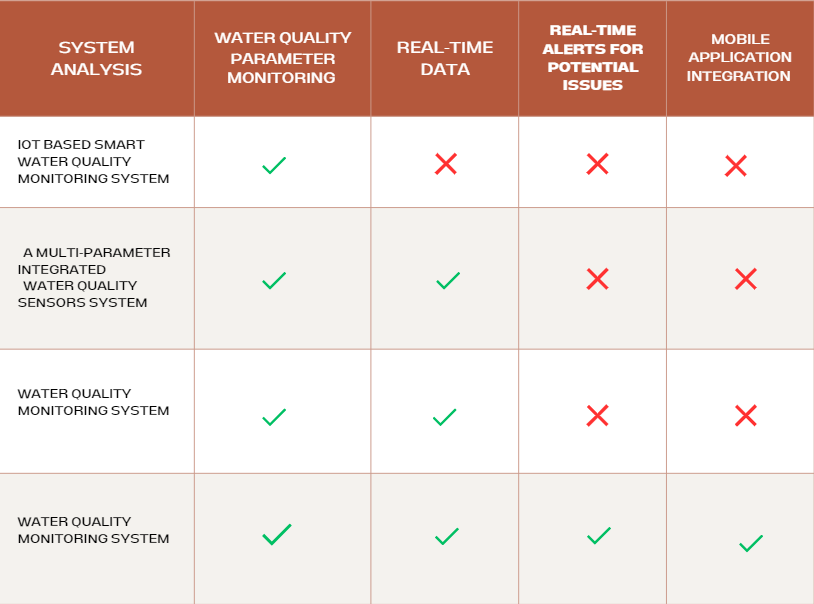 SYSTEM
ANALYSIS
WATER QUALITY
PARAMETER
MONITORING
REAL-TIME
DATA
REAL-TIME
ALERTS FOR
POTENTIAL
ISSUES
MOBILE
APPLICATION
INTEGRATION
IOT BASED SMART
WATER QUALITY
MONITORING SYSTEM
A MULTI-PARAMETER
INTEGRATED
WATER QUALITY
SENSORS SYSTEM
WATER QUALITY
MONITORING SYSTEM
WATER QUALITY
MONITORING SYSTEM